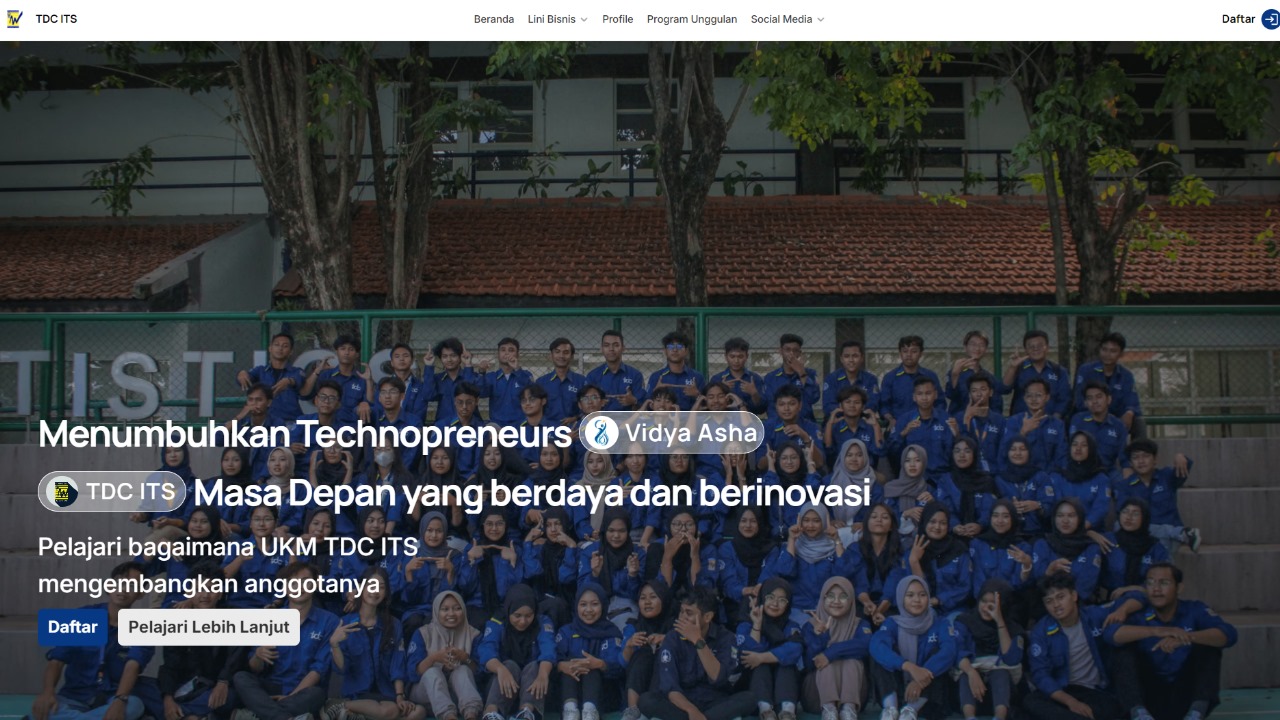 TDC ITS
Beranda Lini Bisnis Profile Program Unggulan Social Media
Daftar
TISTICS
Menumbuhkan Technopreneurs Vidya Asha
TDC ITS Masa Depan yang berdaya dan berinovasi
Pelajari bagaimana UKM TDC ITS
mengembangkan anggotanya
Daftar Pelajari Lebih Lanjut